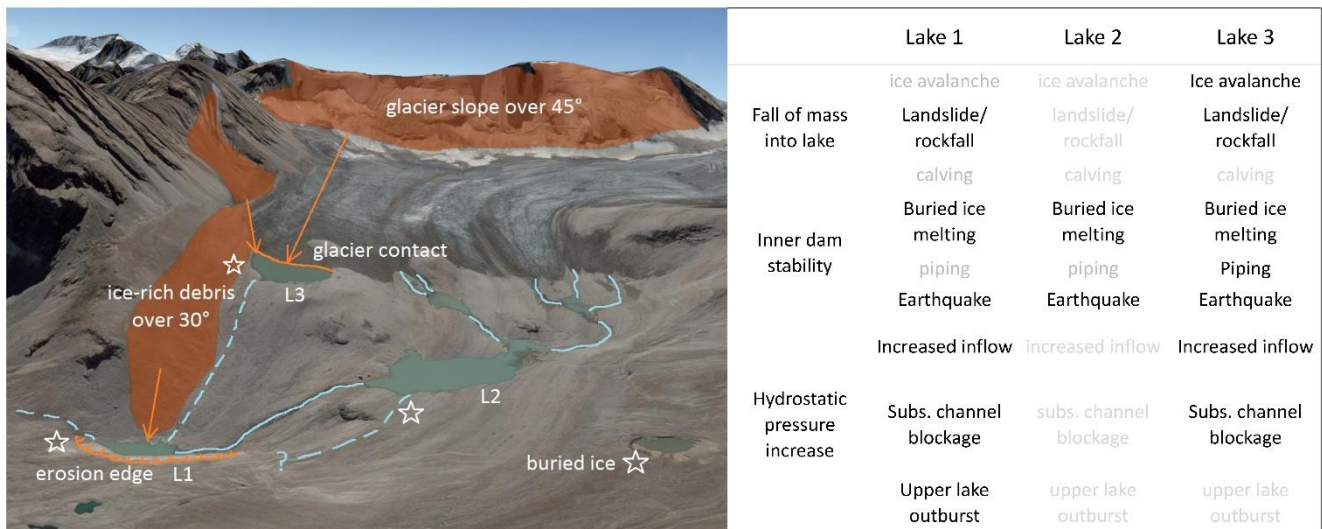 glacier slope over 45°
glacier contact
ice-rich debris
over 30°
L3
L2
?
buried ice
erosion edge
L1
Lake 1 Lake 2 Lake 3
Fall of mass
into lake
ice avalanche ice avalanche Ice avalanche
Landslide/ landslide/ Landslide/
rockfall rockfall rockfall
calving calving calving
Inner dam
stability
Buried ice Buried ice Buried ice
melting melting melting
piping piping Piping
Earthquake Earthquake Earthquake
Hydrostatic
pressure
increase
Increased inflow increased inflow Increased inflow
Subs. channel subs. channel Subs. channel
blockage blockage blockage
Upper lake upper lake upper lake
outburst outburst outburst